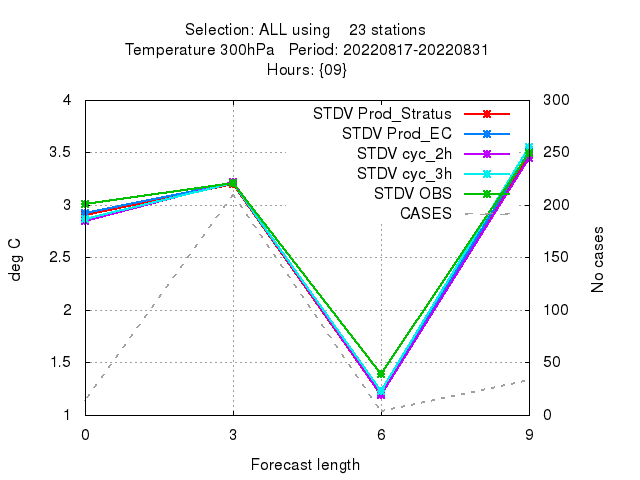 Selection: ALL using 23 stations
Temperature 300hPa Period: 20220817-20220831
Hours: {09}
4 300
STDV Prod_Stratus
STDV Prod_EC
3.5 STDV cyc_2h 250
STDV cyc_3h
STDV OBS
3 CASES 200
deg C
2.5 150
No cases
2 100
1.5 50
1 0
0 3 6 9
Forecast length